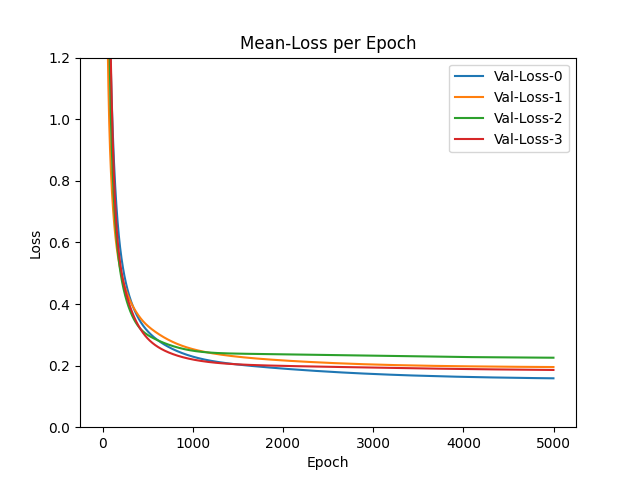 Mean-Loss per Epoch
Val-Loss-0
Val-Loss-1
Val-Loss-2
Val-Loss-3
1.2
1.0
0.8
0.6
0.4
0.2
0.0
Loss
0 1000 2000 3000 4000 5000
Epoch